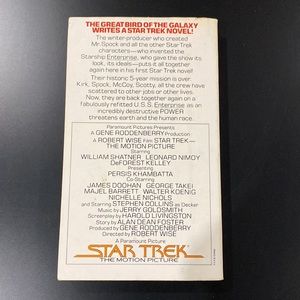 THE GREAT BIRD OF THE GALAXY
WRITES A STAR TREK NOVEL!
The writer-producer who created
Mr. Spock and all the other Star Trek
characters—who invented the
Starship Enterprise, who gave the show its
look, its ideals—puts it all together
again here in his first Star Trek novel!
Their historic 5-year mission is over.
Kirk, Spock, McCoy, Scotty, all the crew have
scattered to other jobs or other lives.
Now, they are back together again on a
fabulously refitted U.S.S. Enterprise as an
incredibly destructive POWER
threatens earth and the human race.
Paramount Pictures Presents
A GENE RODDENBERRY Production
A ROBERT WISE Film STAR TREK—
THE MOTION PICTURE
Starring
WILLIAM SHATNER LEONARD NIMOY
DeFOREST KELLEY
Presenting
PERSIS KHAMBATTA
Co-Starring
JAMES DOOHAN GEORGE TAKEI
MAJEL BARRETT WALTER KOENIG
NICHELLE NICHOLS
and Starring STEPHEN COLLINS as Decker
Music by JERRY GOLDSMITH
Screenplay by HAROLD LIVINGSTON
Story by ALAN DEAN FOSTER
Produced by GENE RODDENBERRY
Directed by ROBERT WISE
A Paramount Picture
STAR TREK
THE MOTION PICTURE